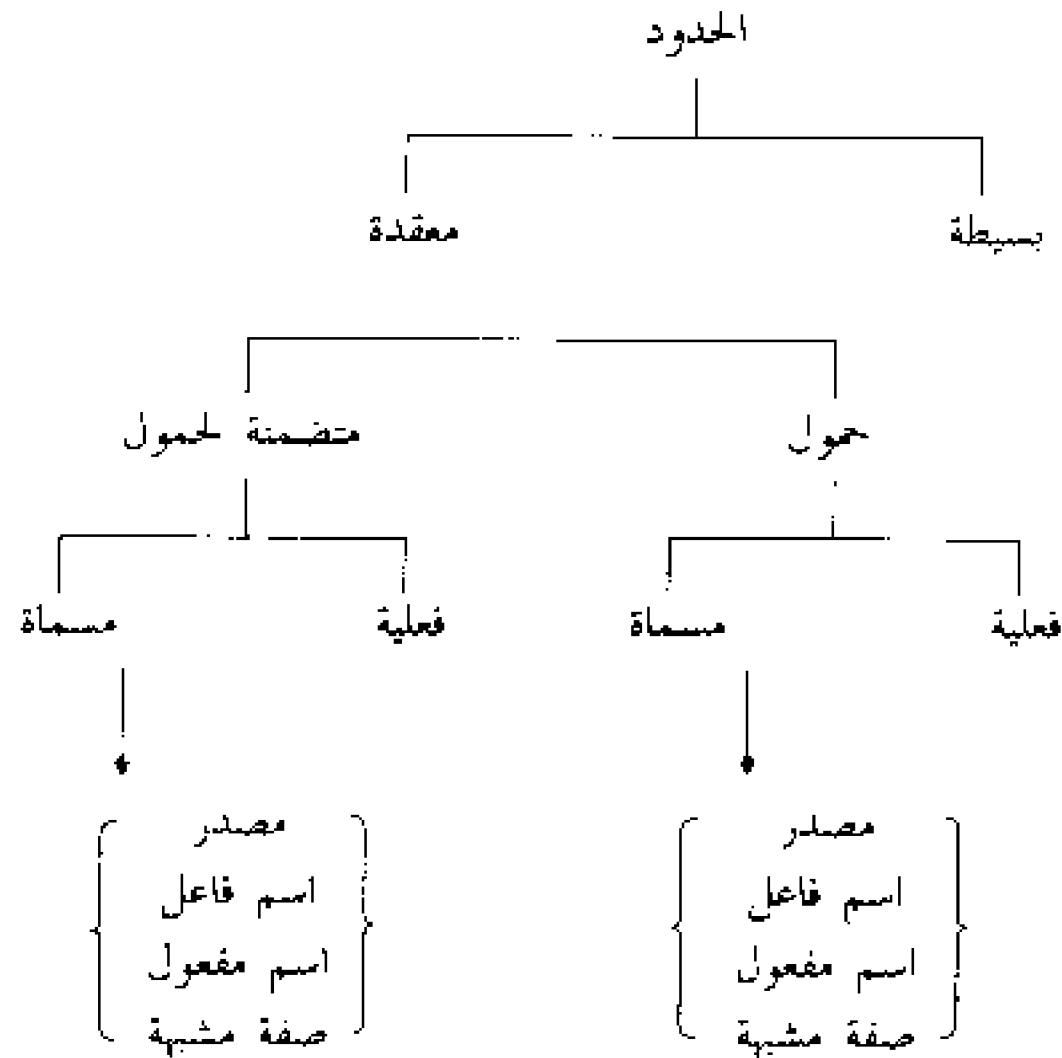 الحدود
بسيطة معقدة
حمول متضمنة لحمول
فعلية مسماة فعلية مسماة
مصدر مصدر
اسم فاعل اسم فاعل
اسم مفعول اسم مفعول
صفة مشبهة صفة مشبهة